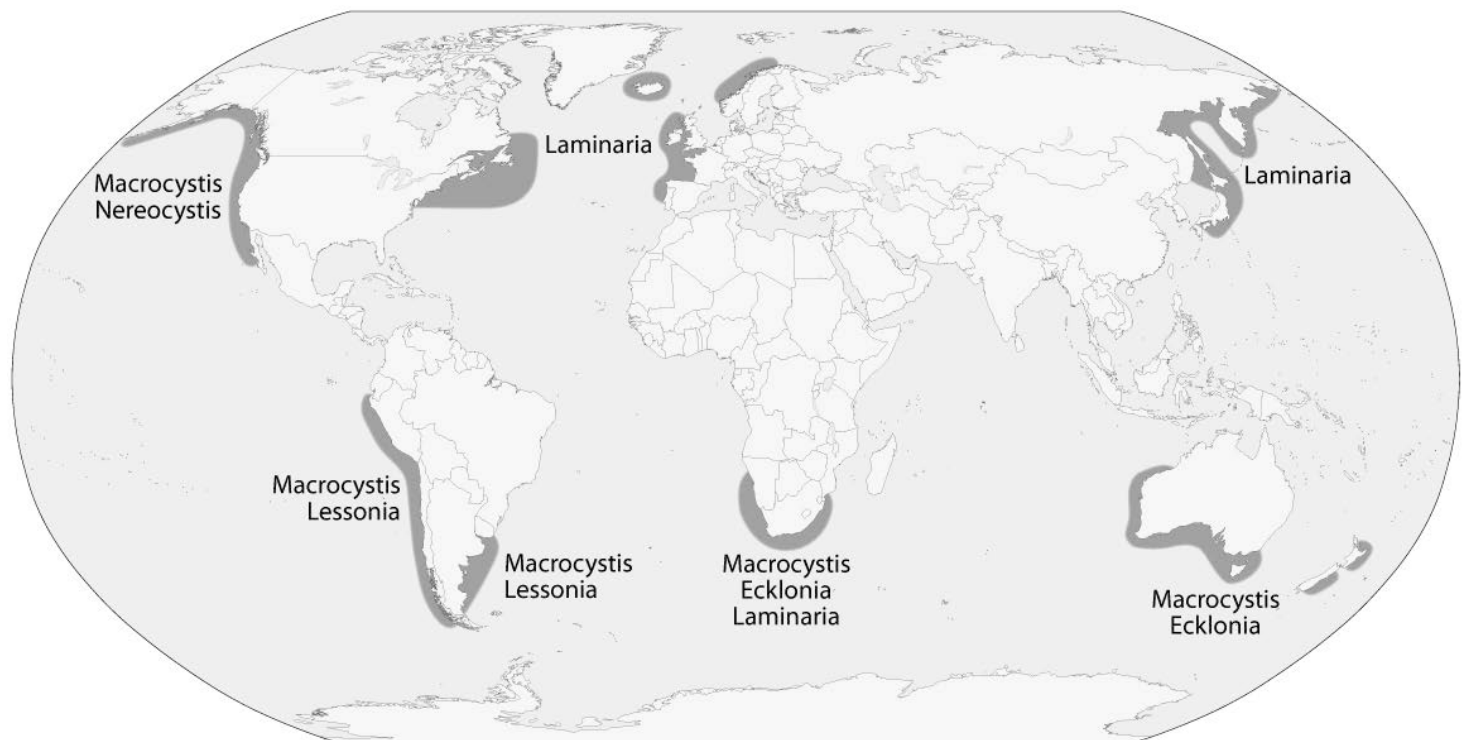 Laminaria
Laminaria
Macrocystis
Nereocystis
Macrocystis
Lessonia
Macrocystis
Lessonia
Macrocystis
Ecklonia
Laminaria
Macrocystis
Ecklonia